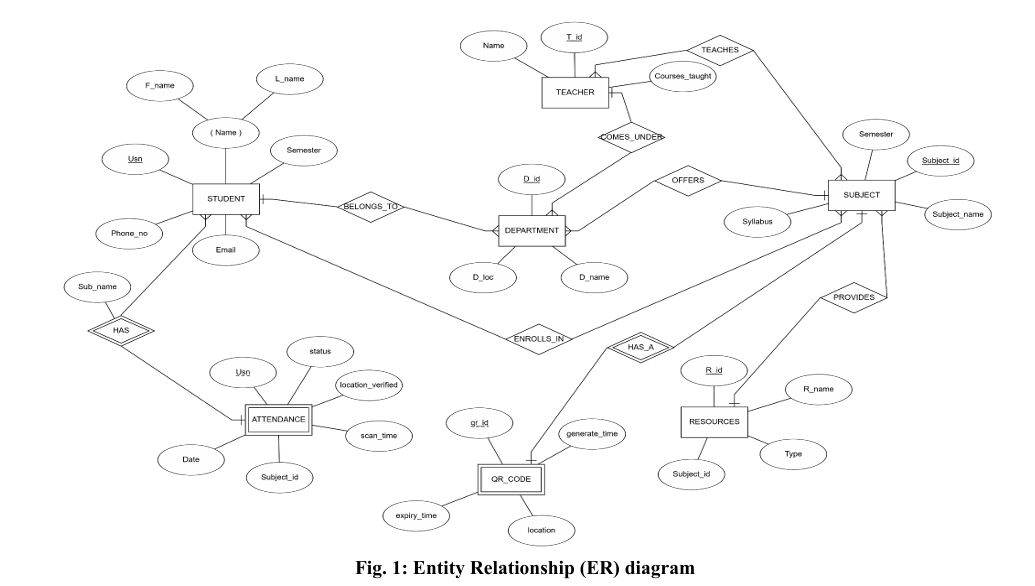 T_id
Name
TEACHES
Courses_taught
TEACHER
L_name
F_name
( Name )
COMES_UNDER
Semester
Semester
Usn
Subject_id
D_id
OFFERS
STUDENT
SUBJECT
BELONGS_TO
Subject_name
Syllabus
DEPARTMENT
Phone_no
Email
D_loc
D_name
Sub_name
PROVIDES
HAS
ENROLLS_IN
HAS_A
status
Usn
location_verified
R_id
R_name
ATTENDANCE
RESOURCES
qr_id
generate_time
scan_time
Type
Date
Subject_id
Subject_id
QR_CODE
expiry_time
location
Fig. 1: Entity Relationship (ER) diagram